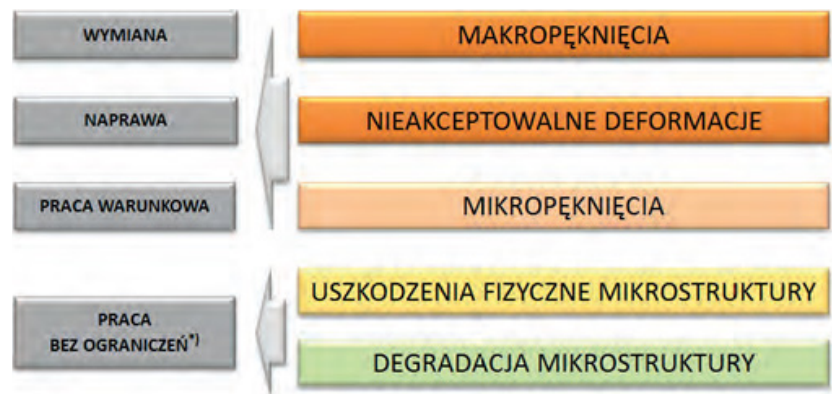 WYMIANA
MAKROPĘKNIĘCIA
NAPRAWA
NIEAKCEPTOWALNE DEFORMACJE
PRACA WARUNKOWA
MIKROPĘKNIĘCIA
PRACA
BEZ OGRANICZEŃ*)
USZKODZENIA FIZYCZNE MIKROSTRUKTURY
DEGRADACJA MIKROSTRUKTURY